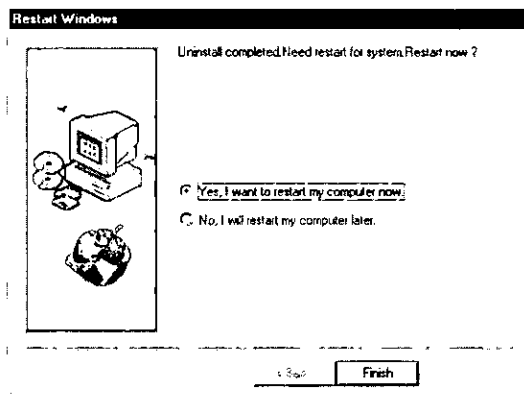 Restart Windows
Uninstall completed.Need restart for system.Restart now ?
Yes, I want to restart my computer now.
No, I will restart my computer later.
< Back
Finish